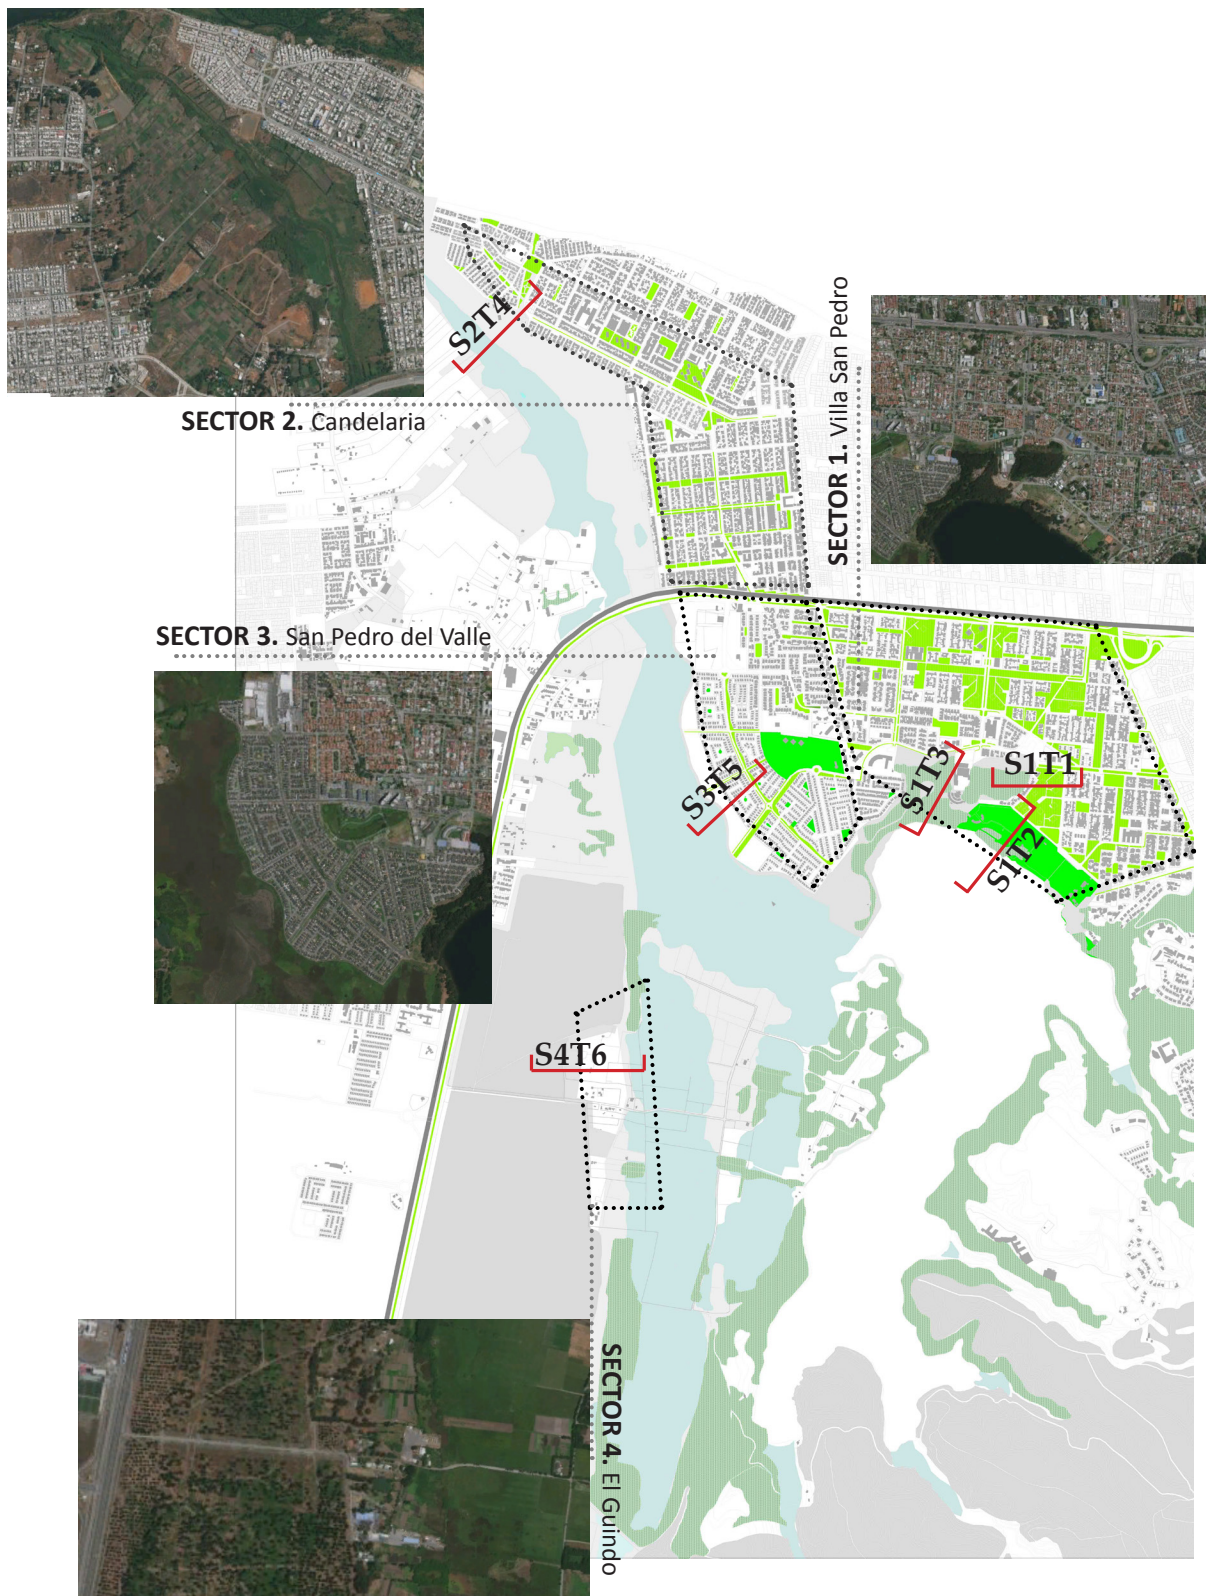 S2T4
SECTOR 2. Candelaria
SECTOR 1. Villa San Pedro
SECTOR 3. San Pedro del Valle
S3T5
S1T3
S1T1
S1T2
S4T6
SECTOR 4. El Guindo